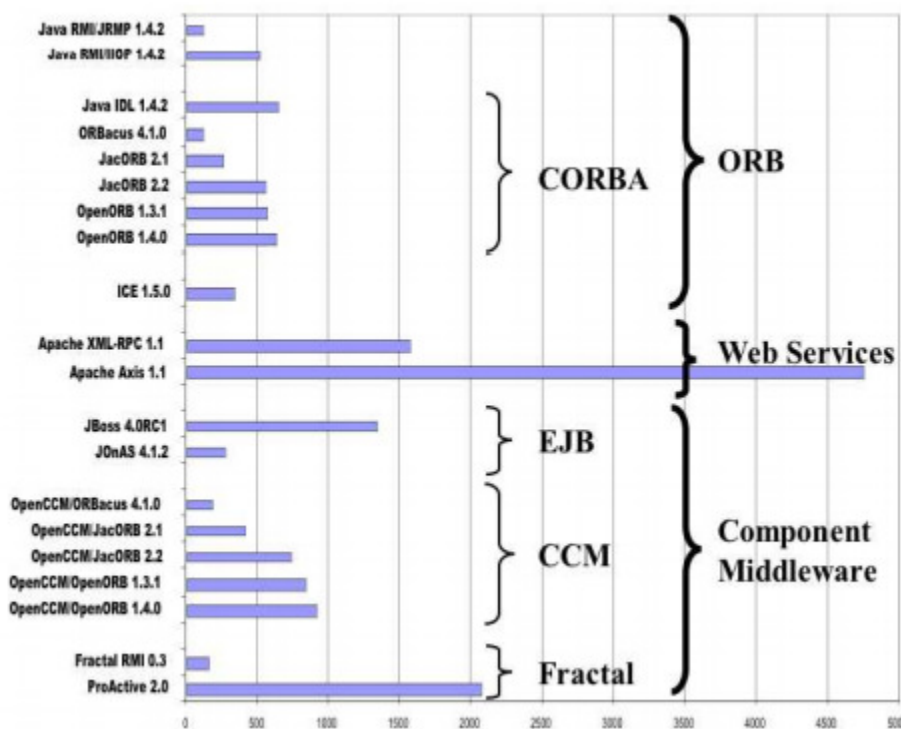 Java RMI/JRMP 1.4.2
Java RMI/IIOP 1.4.2
Java IDL 1.4.2
ORBacus 4.1.0
JacORB 2.1
JacORB 2.2
OpenORB 1.3.1
OpenORB 1.4.0
CORBA
ORB
ICE 1.5.0
Apache XML-RPC 1.1
Apache Axis 1.1
Web Services
JBoss 4.0RC1
JOnAS 4.1.2
EJB
OpenCCM/ORBacus 4.1.0
OpenCCM/JacORB 2.1
OpenCCM/JacORB 2.2
OpenCCM/OpenORB 1.3.1
OpenCCM/OpenORB 1.4.0
CCM
Component
Middleware
Fractal RMI 0.3
ProActive 2.0
Fractal
0 500 1000 1500 2000 2500 3000 3500 4000 4500 500